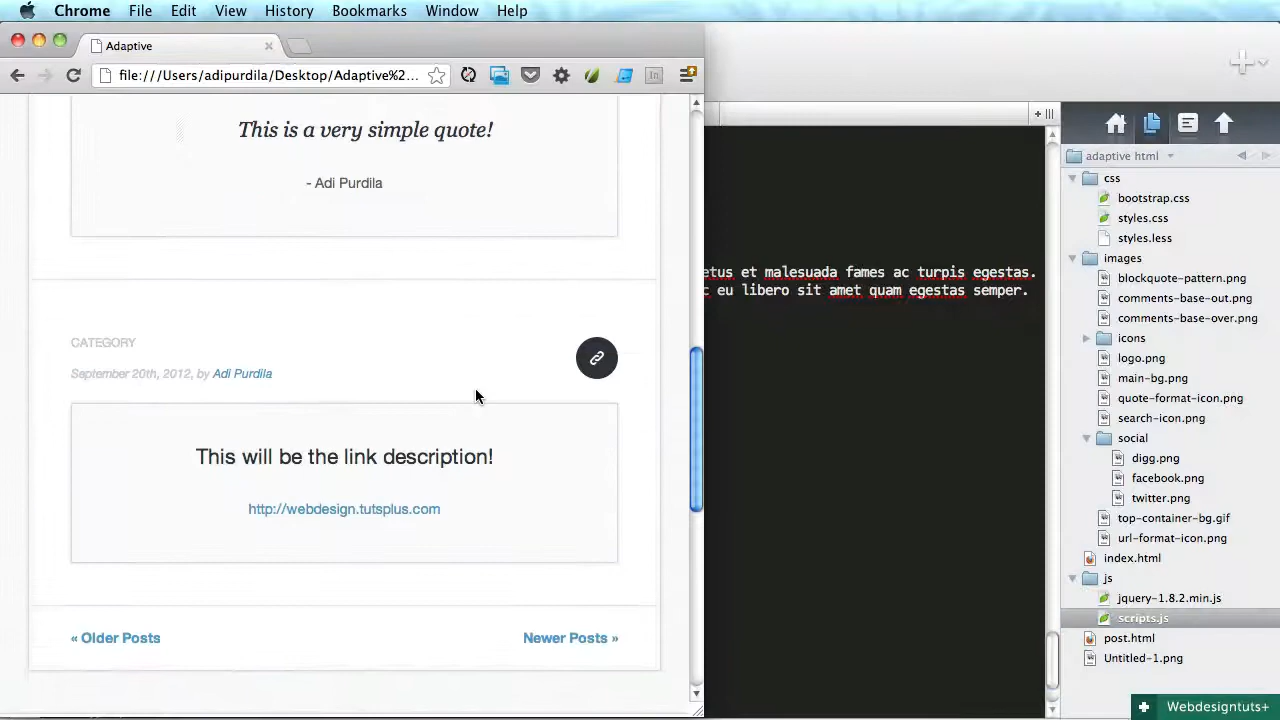 Chrome File Edit View History Bookmarks Window Help
Adaptive
file:///Users/adipurdila/Desktop/Adaptive%2...
This is a very simple quote!
- Adi Purdila
CATEGORY
September 20th, 2012, by Adi Purdila
This will be the link description!
http://webdesign.tutsplus.com
« Older Posts
Newer Posts »
etus et malesuada fames ac turpis egestas.
c eu libero sit amet quam egestas semper.
adaptive html
css
bootstrap.css
styles.css
styles.less
images
blockquote-pattern.png
comments-base-out.png
comments-base-over.png
icons
logo.png
main-bg.png
quote-format-icon.png
search-icon.png
social
digg.png
facebook.png
twitter.png
top-container-bg.gif
url-format-icon.png
index.html
js
jquery-1.8.2.min.js
scripts.js
post.html
Untitled-1.png
Webdesigntuts+